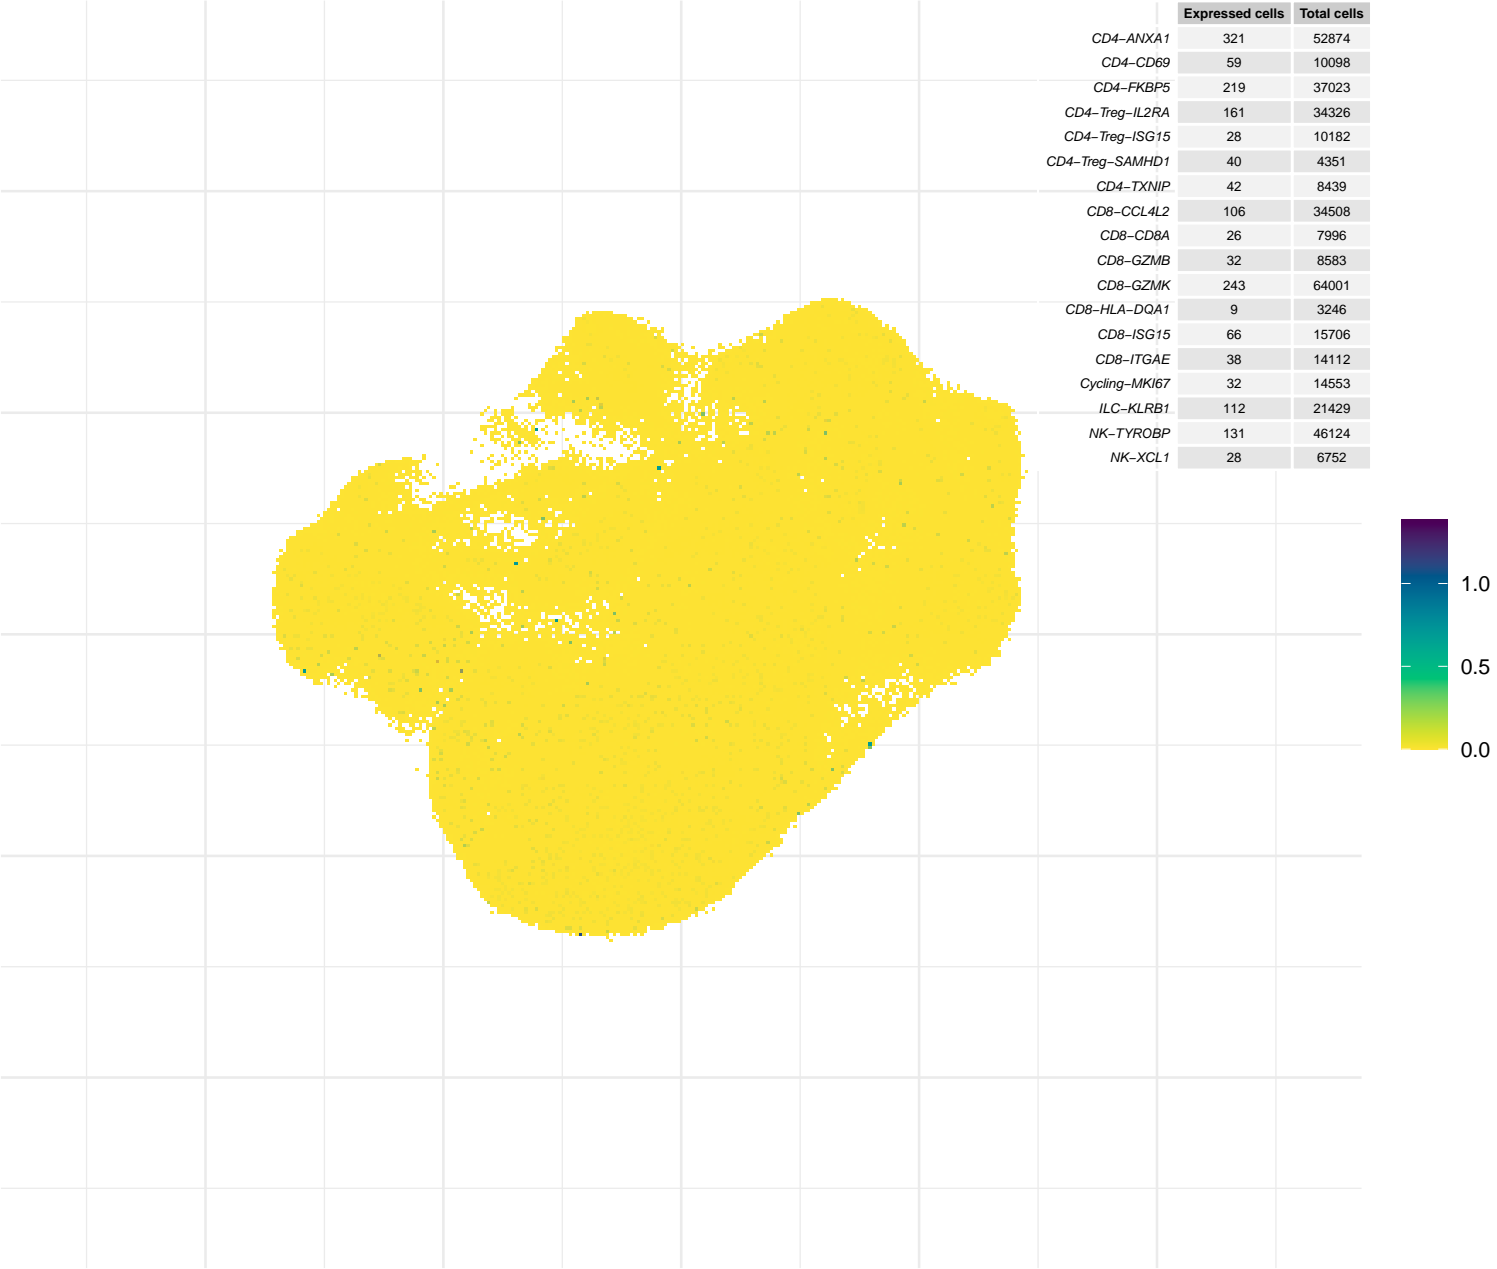 Expressed cells Total cells
CD4−ANXA1 321 52874
CD4−CD69 59 10098
CD4−FKBP5 219 37023
CD4−Treg−IL2RA 161 34326
CD4−Treg−ISG15 28 10182
CD4−Treg−SAMHD1 40 4351
CD4−TXNIP 42 8439
CD8−CCL4L2 106 34508
CD8−CD8A 26 7996
CD8−GZMB 32 8583
CD8−GZMK 243 64001
CD8−HLA−DQA1 9 3246
CD8−ISG15 66 15706
CD8−ITGAE 38 14112
Cycling−MKI67 32 14553
ILC−KLRB1 112 21429
NK−TYROBP 131 46124
NK−XCL1 28 6752
1.0
0.5
0.0